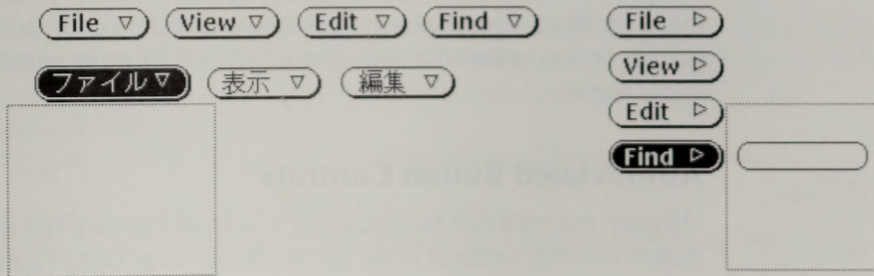 File ▽ View ▽ Edit ▽ Find ▽
ファイル ▽ 表示 ▽ 編集 ▽
File ▷
View ▷
Edit ▷
Find ▷